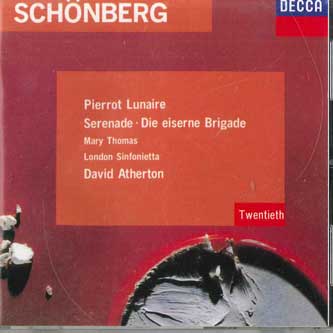 SCHÖNBERG
DECCA
Pierrot Lunaire
Serenade · Die eiserne Brigade
Mary Thomas
London Sinfonietta
David Atherton
Twentieth